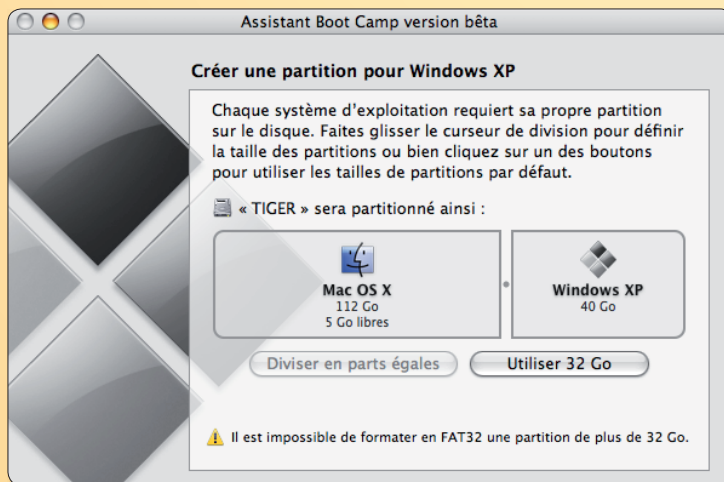 Assistant Boot Camp version bêta
Créer une partition pour Windows XP
Chaque système d'exploitation requiert sa propre partition
sur le disque. Faites glisser le curseur de division pour définir
la taille des partitions ou bien cliquez sur un des boutons
pour utiliser les tailles de partitions par défaut.
« TIGER » sera partitionné ainsi :
Mac OS X
112 Go
5 Go libres
Windows XP
40 Go
Diviser en parts égales
Utiliser 32 Go
Il est impossible de formater en FAT32 une partition de plus de 32 Go.